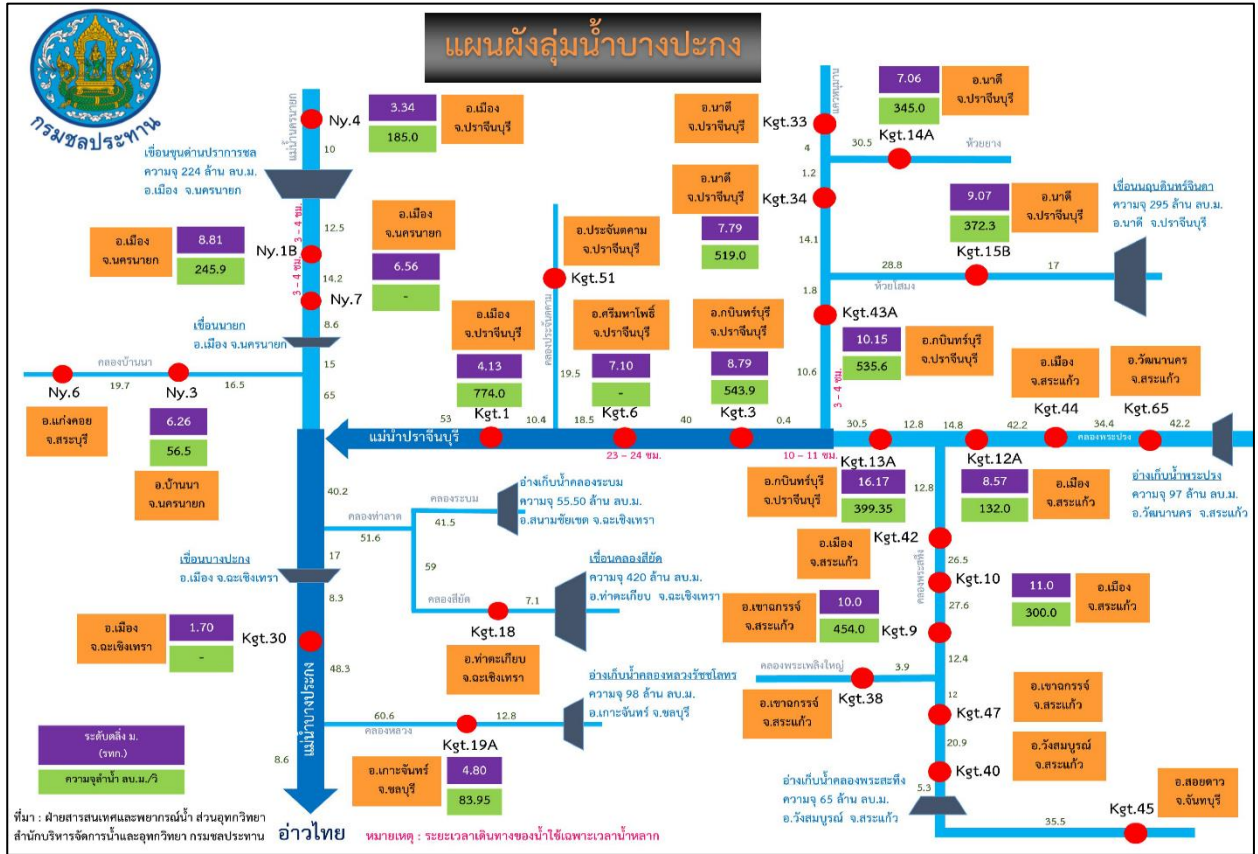 แผนผังลุ่มน้ำบางปะกง
กรมชลประทาน
แม่น้ำนครนายก
Ny.4
3.34
185.0
อ.เมือง
จ.ปราจีนบุรี
10
เขื่อนขุนด่านปราการชล
ความจุ 224 ล้าน ลบ.ม.
อ.เมือง จ.นครนายก
3 - 4 ชม.
12.5
อ.เมือง
จ.นครนายก
8.81
245.9
Ny.1B
3 - 4 ชม.
14.2
Ny.7
อ.เมือง
จ.นครนายก
6.56
-
8.6
เขื่อนนายก
อ.เมือง จ.นครนายก
15
65
คลองบ้านนา
Ny.6
19.7
Ny.3
16.5
อ.แก่งคอย
จ.สระบุรี
6.26
56.5
อ.บ้านนา
จ.นครนายก
แควหนุมาน
อ.นาดี
จ.ปราจีนบุรี
Kgt.33
4
7.06
345.0
อ.นาดี
จ.ปราจีนบุรี
30.5
Kgt.14A
ห้วยยาง
1.2
อ.นาดี
จ.ปราจีนบุรี
Kgt.34
7.79
519.0
14.1
9.07
372.3
อ.นาดี
จ.ปราจีนบุรี
เขื่อนนฤบดินทร์จินดา
ความจุ 295 ล้าน ลบ.ม.
อ.นาดี จ.ปราจีนบุรี
28.8
Kgt.15B
17
ห้วยโสมง
1.8
Kgt.43A
10.15
535.6
อ.กบินทร์บุรี
จ.ปราจีนบุรี
10.6
3 - 4 ชม.
อ.ประจันตคาม
จ.ปราจีนบุรี
Kgt.51
คลองประจันตคาม
19.5
อ.เมือง
จ.ปราจีนบุรี
4.13
774.0
อ.ศรีมหาโพธิ์
จ.ปราจีนบุรี
7.10
-
อ.กบินทร์บุรี
จ.ปราจีนบุรี
8.79
543.9
แม่น้ำปราจีนบุรี
53
Kgt.1
10.4
18.5
Kgt.6
40
Kgt.3
0.4
23 – 24 ชม.
10 – 11 ชม.
อ.เมือง
จ.สระแก้ว
Kgt.44
อ.วัฒนานคร
จ.สระแก้ว
Kgt.65
30.5
12.8
14.8
42.2
34.4
42.2
คลองพระปรง
Kgt.13A
Kgt.12A
อ.กบินทร์บุรี
จ.ปราจีนบุรี
16.17
399.35
8.57
132.0
อ.เมือง
จ.สระแก้ว
อ่างเก็บน้ำพระปรง
ความจุ 97 ล้าน ลบ.ม.
อ.วัฒนานคร จ.สระแก้ว
12.8
อ.เมือง
จ.สระแก้ว
Kgt.42
26.5
คลองพระสทึง
Kgt.10
11.0
300.0
อ.เมือง
จ.สระแก้ว
27.6
อ.เขาฉกรรจ์
จ.สระแก้ว
10.0
454.0
Kgt.9
12.4
คลองพระเพลิงใหญ่
3.9
Kgt.38
อ.เขาฉกรรจ์
จ.สระแก้ว
12
Kgt.47
อ.เขาฉกรรจ์
จ.สระแก้ว
20.9
Kgt.40
อ.วังสมบูรณ์
จ.สระแก้ว
อ่างเก็บน้ำคลองพระสะทึง
ความจุ 65 ล้าน ลบ.ม.
อ.วังสมบูรณ์ จ.สระแก้ว
5.3
35.5
Kgt.45
อ.สอยดาว
จ.จันทบุรี
40.2
คลองท่าลาด
51.6
คลองระบม
41.5
อ่างเก็บน้ำคลองระบม
ความจุ 55.50 ล้าน ลบ.ม.
อ.สนามชัยเขต จ.ฉะเชิงเทรา
59
คลองสียัด
7.1
Kgt.18
เขื่อนคลองสียัด
ความจุ 420 ล้าน ลบ.ม.
อ.ท่าตะเกียบ จ.ฉะเชิงเทรา
อ.ท่าตะเกียบ
จ.ฉะเชิงเทรา
17
เขื่อนบางปะกง
อ.เมือง จ.ฉะเชิงเทรา
8.3
อ.เมือง
จ.ฉะเชิงเทรา
1.70
-
Kgt.30
48.3
แม่น้ำบางปะกง
60.6
คลองหลวง
12.8
Kgt.19A
อ่างเก็บน้ำคลองหลวงรัชชโลทร
ความจุ 98 ล้าน ลบ.ม.
อ.เกาะจันทร์ จ.ชลบุรี
อ.เกาะจันทร์
จ.ชลบุรี
4.80
83.95
8.6
ระดับตลิ่ง ม.
(รทก.)
ความจุลำน้ำ ลบ.ม./วิ
ที่มา : ฝ่ายสารสนเทศและพยากรณ์น้ำ ส่วนอุทกวิทยา
สำนักบริหารจัดการน้ำและอุทกวิทยา กรมชลประทาน
อ่าวไทย
หมายเหตุ : ระยะเวลาเดินทางของน้ำใช้เฉพาะเวลาน้ำหลาก